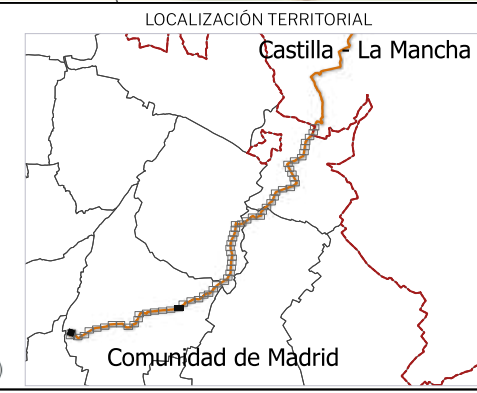 LOCALIZACIÓN TERRITORIAL
Castilla - La Mancha
Comunidad de Madrid